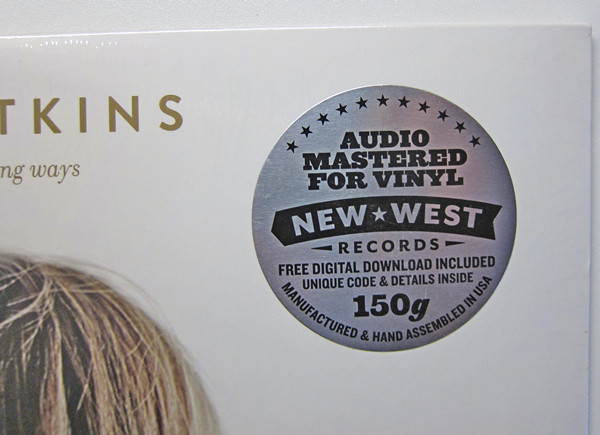 TKINS
ng ways
AUDIO
MASTERED
FOR VINYL
NEW★WEST
RECORDS
FREE DIGITAL DOWNLOAD INCLUDED
UNIQUE CODE & DETAILS INSIDE
150g
MANUFACTURED & HAND ASSEMBLED IN USA